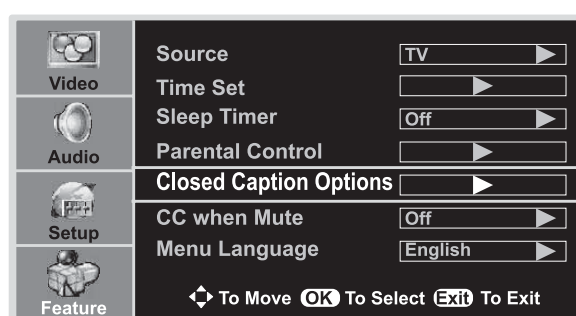 Video
Audio
Setup
Feature
Source TV
Time Set
Sleep Timer Off
Parental Control
Closed Caption Options
CC when Mute Off
Menu Language English
To Move OK To Select Exit To Exit